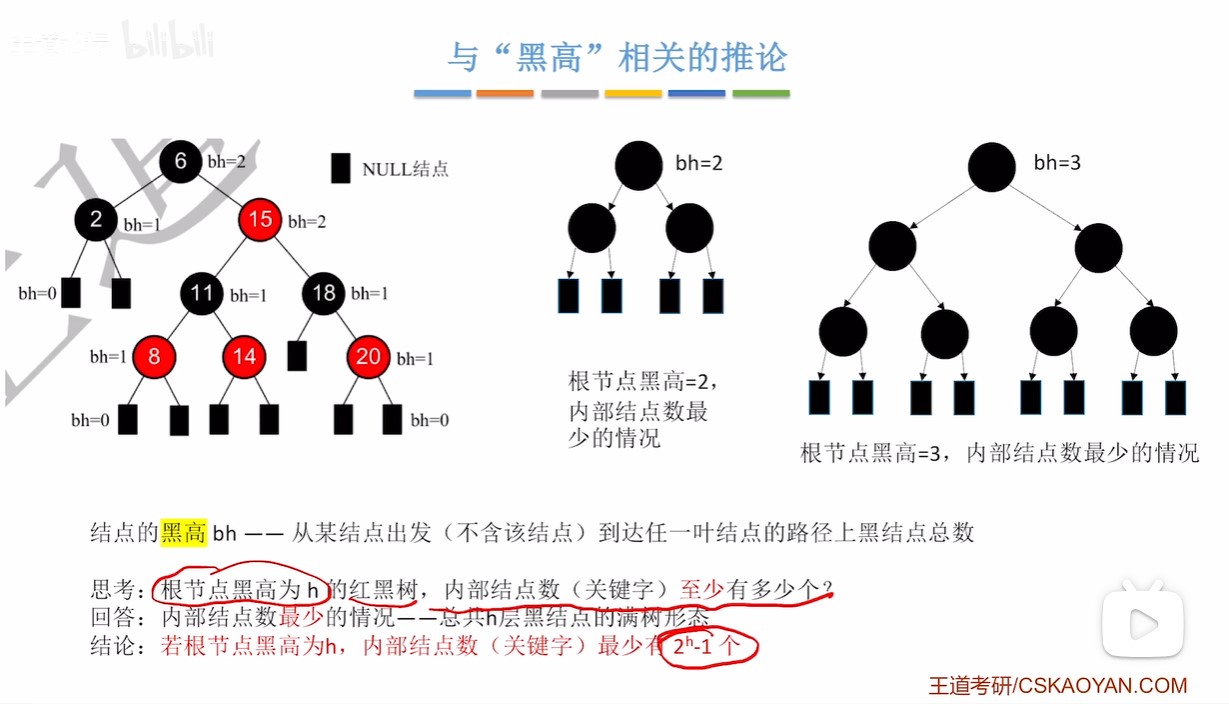 bilibili
与“黑高”相关的推论
6 bh=2
NULL结点
bh=2
bh=3
2 bh=1
15 bh=2
bh=0
11 bh=1
18 bh=1
bh=1 8
14
20 bh=1
bh=0
bh=0
根节点黑高=2，
内部结点数最
少的情况
根节点黑高=3，内部结点数最少的情况
结点的黑高 bh —— 从某结点出发（不含该结点）到达任一叶结点的路径上黑结点总数
思考：根节点黑高为 h 的红黑树，内部结点数（关键字）至少有多少个？
回答：内部结点数最少的情况——总共h层黑结点的满树形态
结论：若根节点黑高为h，内部结点数（关键字）最少有 2ʰ-1 个
王道考研/CSKAOYAN.COM